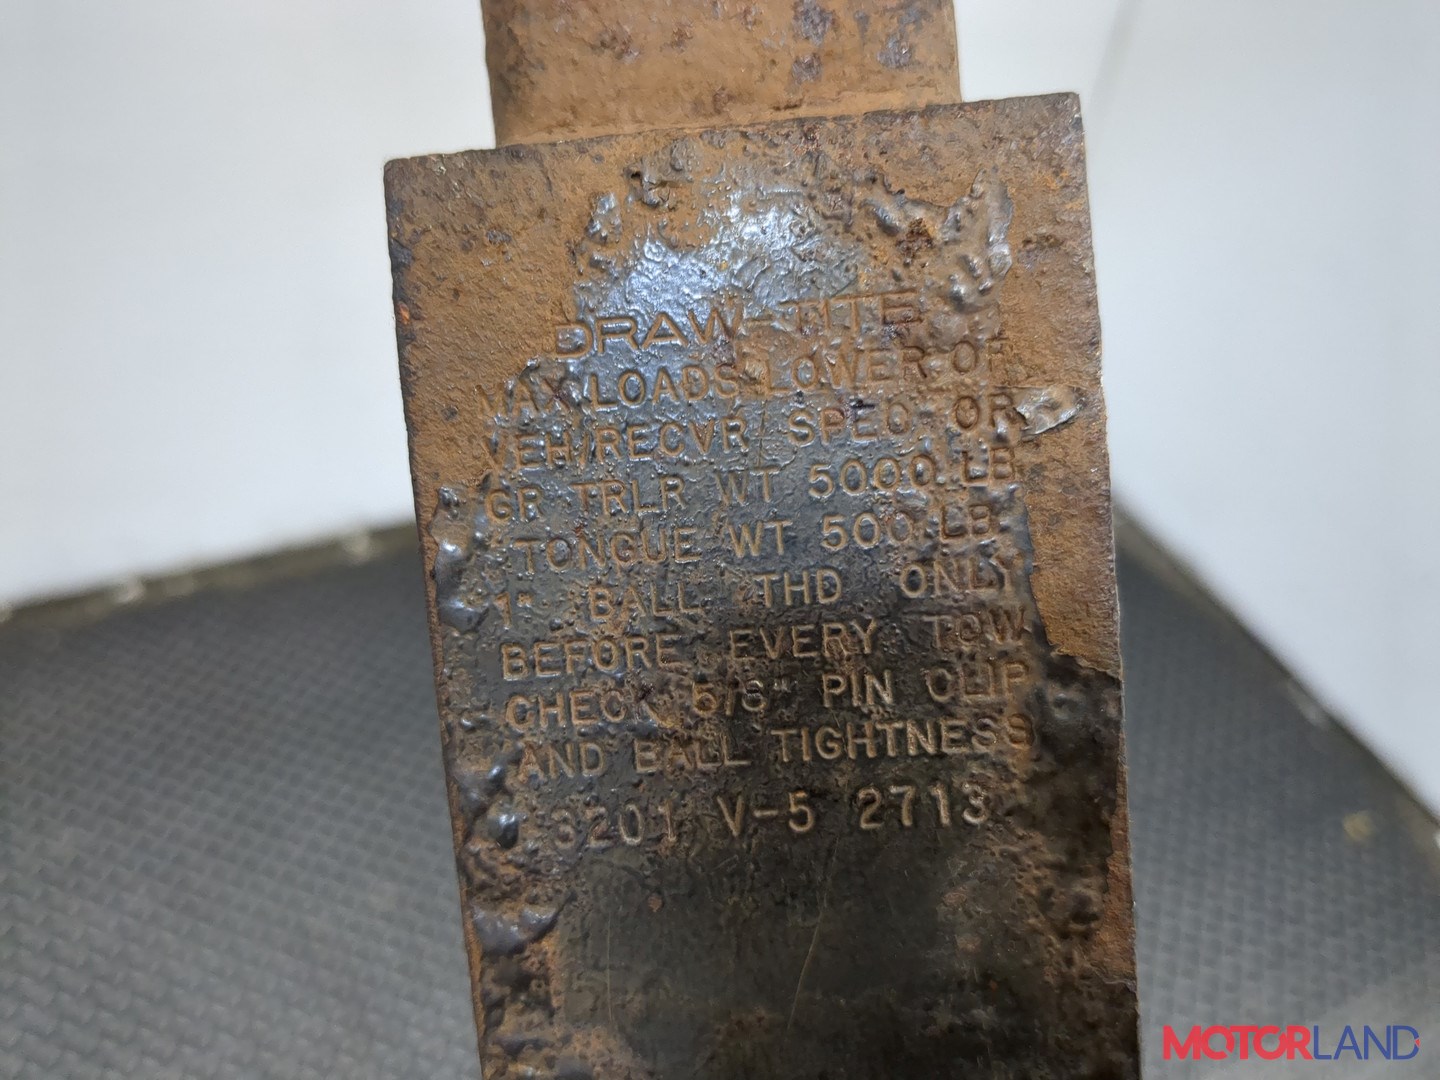 DRAW-TITE
MAX LOADS LOWER OF
VEH/RECVR SPEC OR
GR TRLR WT 5000 LB
TONGUE WT 500 LB
1" BALL THD ONLY
BEFORE EVERY TOW
CHECK 5/8" PIN CLIP
AND BALL TIGHTNESS
3201 V-5 2713
MOTORLAND